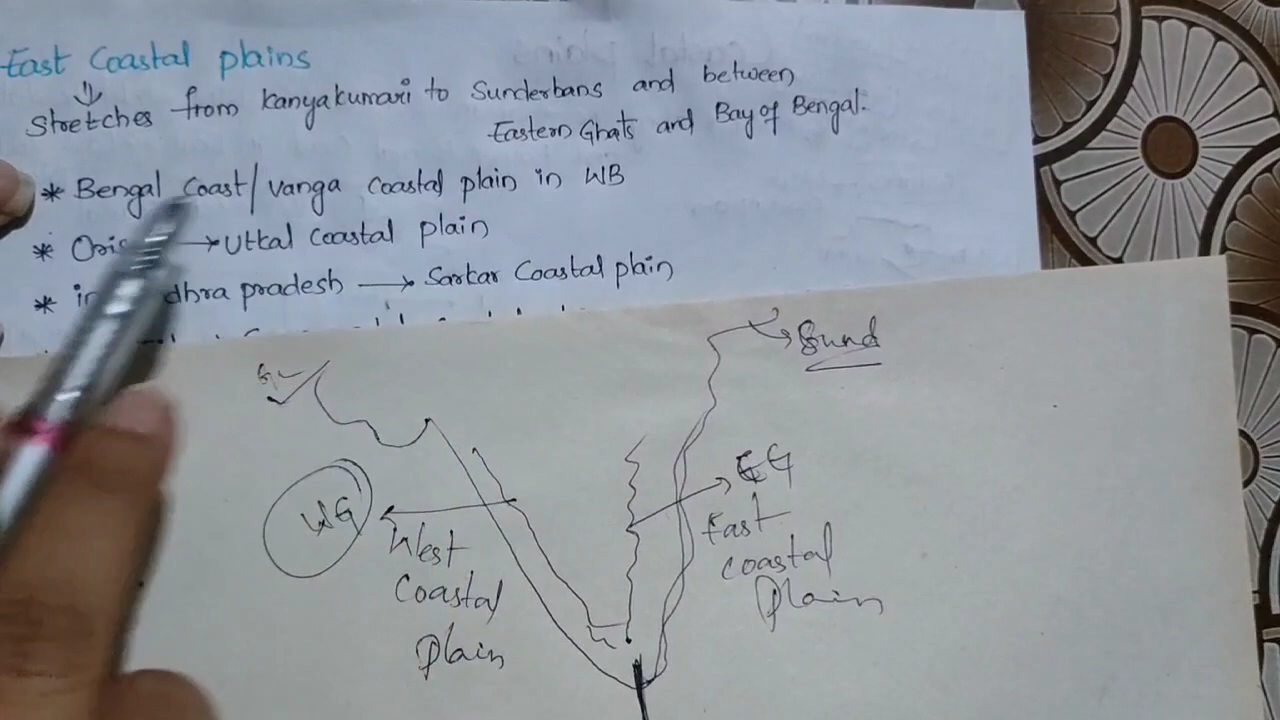 East Coastal plains
Stretches from Kanyakumari to Sunderbans and between
Eastern Ghats and Bay of Bengal.
* Bengal Coast/vanga coastal plain in WB
* → Utkal Coastal plain
* pradesh → Sarkar Coastal plain
Sund
WG
West
Coastal
Plain
EG
East
Coastal
Plain